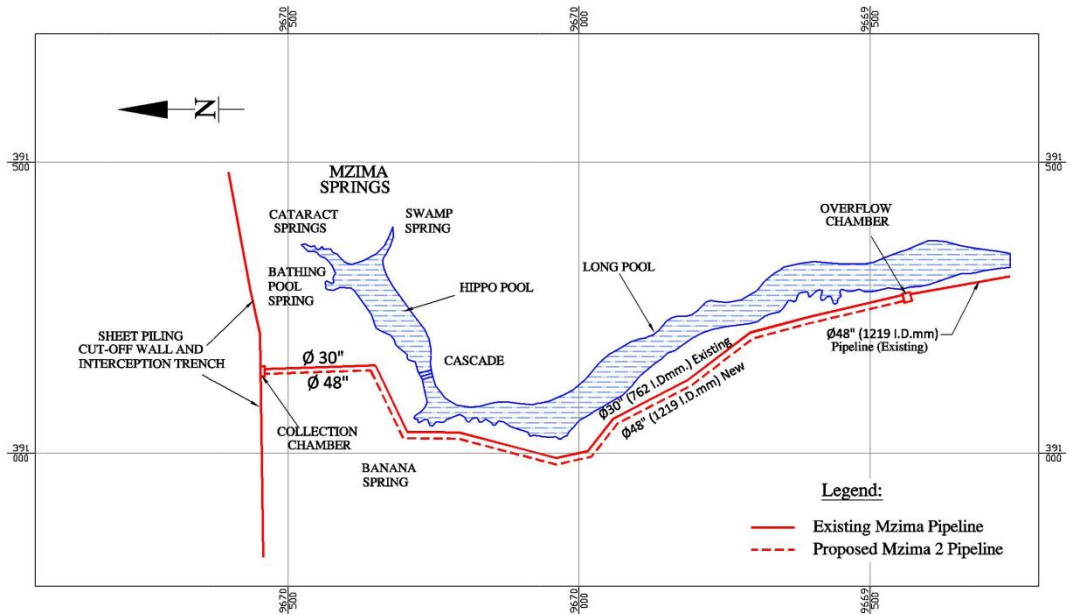 9670
500
9670
000
9669
500
N
391
500
391
500
MZIMA
SPRINGS
CATARACT
SPRINGS
SWAMP
SPRING
OVERFLOW
CHAMBER
BATHING
POOL
SPRING
HIPPO POOL
LONG POOL
SHEET PILING
CUT-OFF WALL AND
INTERCEPTION TRENCH
CASCADE
Ø48" (1219 I.D.mm)
Pipeline (Existing)
Ø 30"
Ø 48"
Ø30" (762 I.Dmm.) Existing
Ø48" (1219 I.D.mm) New
COLLECTION
CHAMBER
BANANA
SPRING
391
000
391
000
Legend:
Existing Mzima Pipeline
Proposed Mzima 2 Pipeline
9670
500
9670
000
9669
500